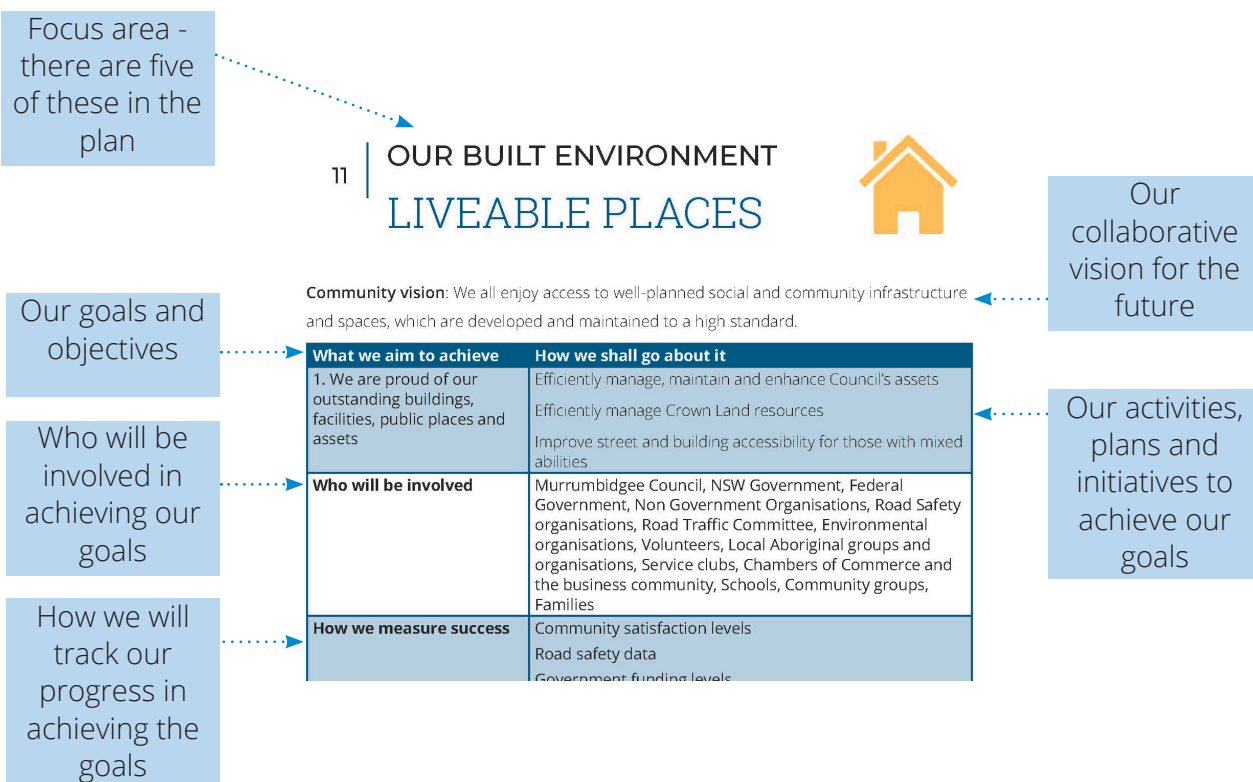 Focus area -
there are five
of these in the
plan
11
OUR BUILT ENVIRONMENT
LIVEABLE PLACES
Our
collaborative
vision for the
future
Community vision: We all enjoy access to well-planned social and community infrastructure
and spaces, which are developed and maintained to a high standard.
Our goals and
objectives
What we aim to achieve How we shall go about it
1. We are proud of our
outstanding buildings,
facilities, public places and
assets
Efficiently manage, maintain and enhance Council's assets
Efficiently manage Crown Land resources
Improve street and building accessibility for those with mixed
abilities
Our activities,
plans and
initiatives to
achieve our
goals
Who will be
involved in
achieving our
goals
Who will be involved
Murrumbidgee Council, NSW Government, Federal
Government, Non Government Organisations, Road Safety
organisations, Road Traffic Committee, Environmental
organisations, Volunteers, Local Aboriginal groups and
organisations, Service clubs, Chambers of Commerce and
the business community, Schools, Community groups,
Families
How we will
track our
progress in
achieving the
goals
How we measure success
Community satisfaction levels
Road safety data
Government funding levels